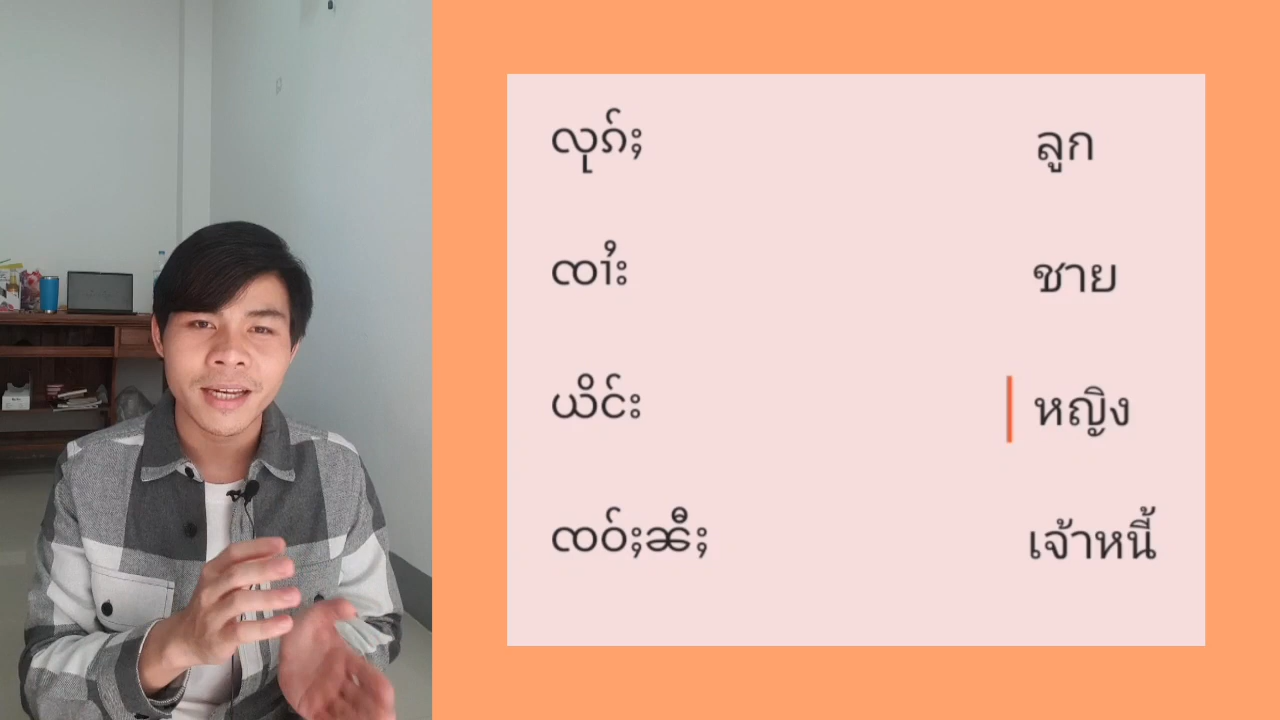 လုၵ်ႈ ลูก
ၸၢႆး ชาย
ယိင်း หญิง
ၸဝ်ႈၼီႈ เจ้าหนี้